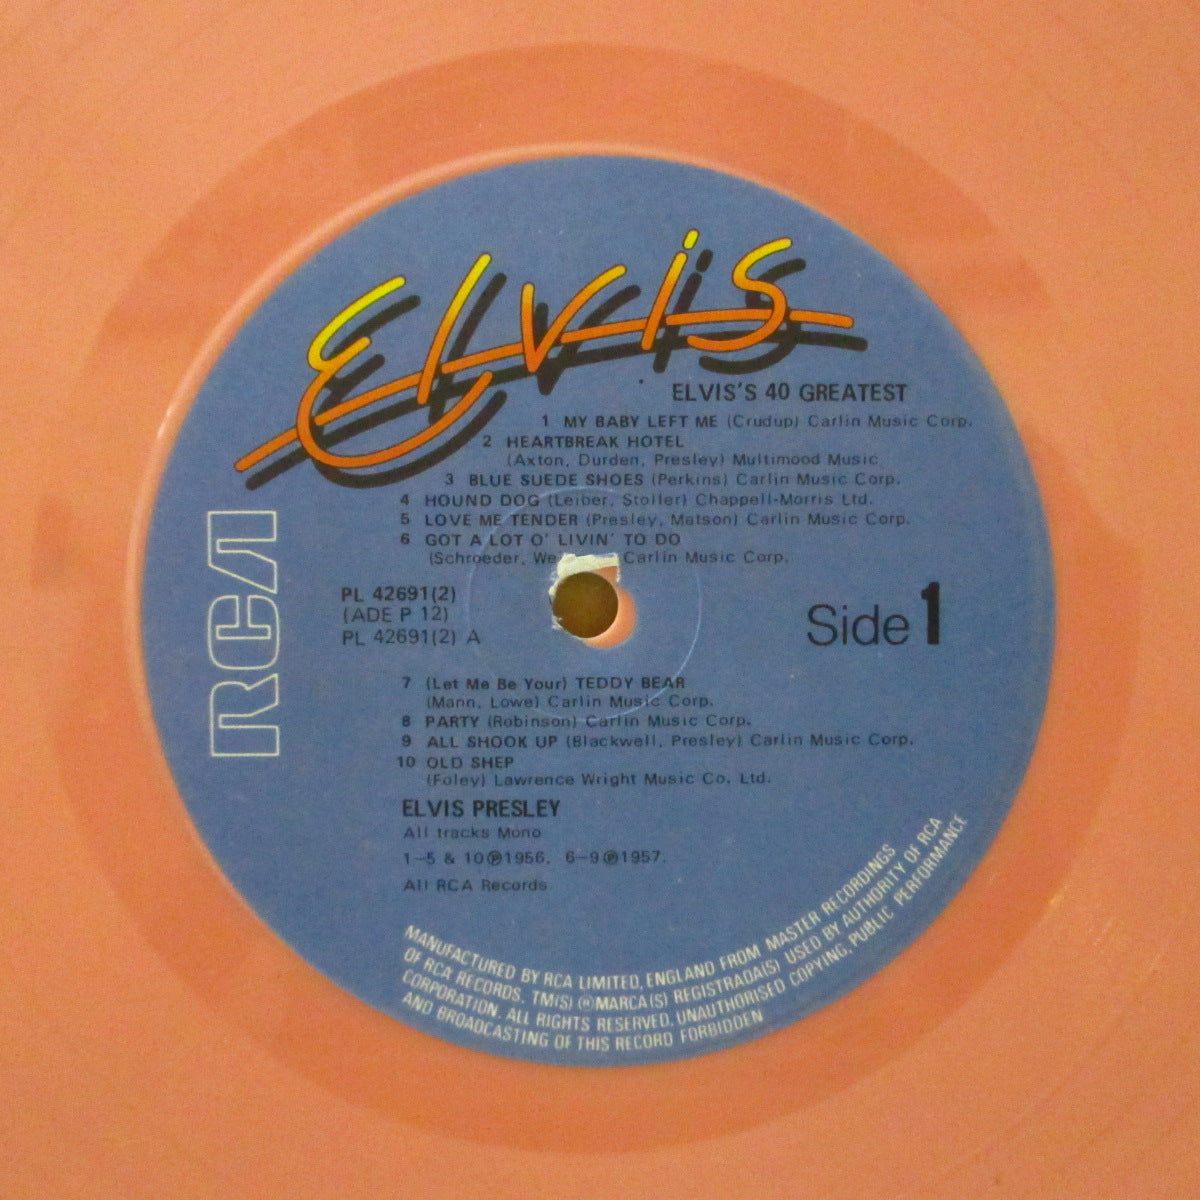 Elvis
ELVIS'S 40 GREATEST
1 MY BABY LEFT ME (Crudup) Carlin Music Corp.
2 HEARTBREAK HOTEL
(Axton, Durden, Presley) Multimood Music
3 BLUE SUEDE SHOES (Perkins) Carlin Music Corp.
4 HOUND DOG (Leiber, Stoller) Chappell-Morris Ltd.
5 LOVE ME TENDER (Presley, Matson) Carlin Music Corp.
6 GOT A LOT O' LIVIN' TO DO
(Schroeder, We Carlin Music Corp.
RCA
PL 42691(2)
(ADE P 12)
PL 42691(2) A
Side 1
7 (Let Me Be Your) TEDDY BEAR
(Mann, Lowe) Carlin Music Corp.
8 PARTY (Robinson) Carlin Music Corp.
9 ALL SHOOK UP (Blackwell, Presley) Carlin Music Corp.
10 OLD SHEP
(Foley) Lawrence Wright Music Co. Ltd.
ELVIS PRESLEY
All tracks Mono
1-5 & 10 ℗ 1956. 6-9 ℗ 1957.
All RCA Records
MANUFACTURED BY RCA LIMITED, ENGLAND FROM MASTER RECORDINGS
OF RCA RECORDS. TM(S) ® MARCA(S) REGISTRADA(S) USED BY AUTHORITY OF RCA
CORPORATION. ALL RIGHTS RESERVED. UNAUTHORISED COPYING, PUBLIC PERFORMANCE
AND BROADCASTING OF THIS RECORD FORBIDDEN